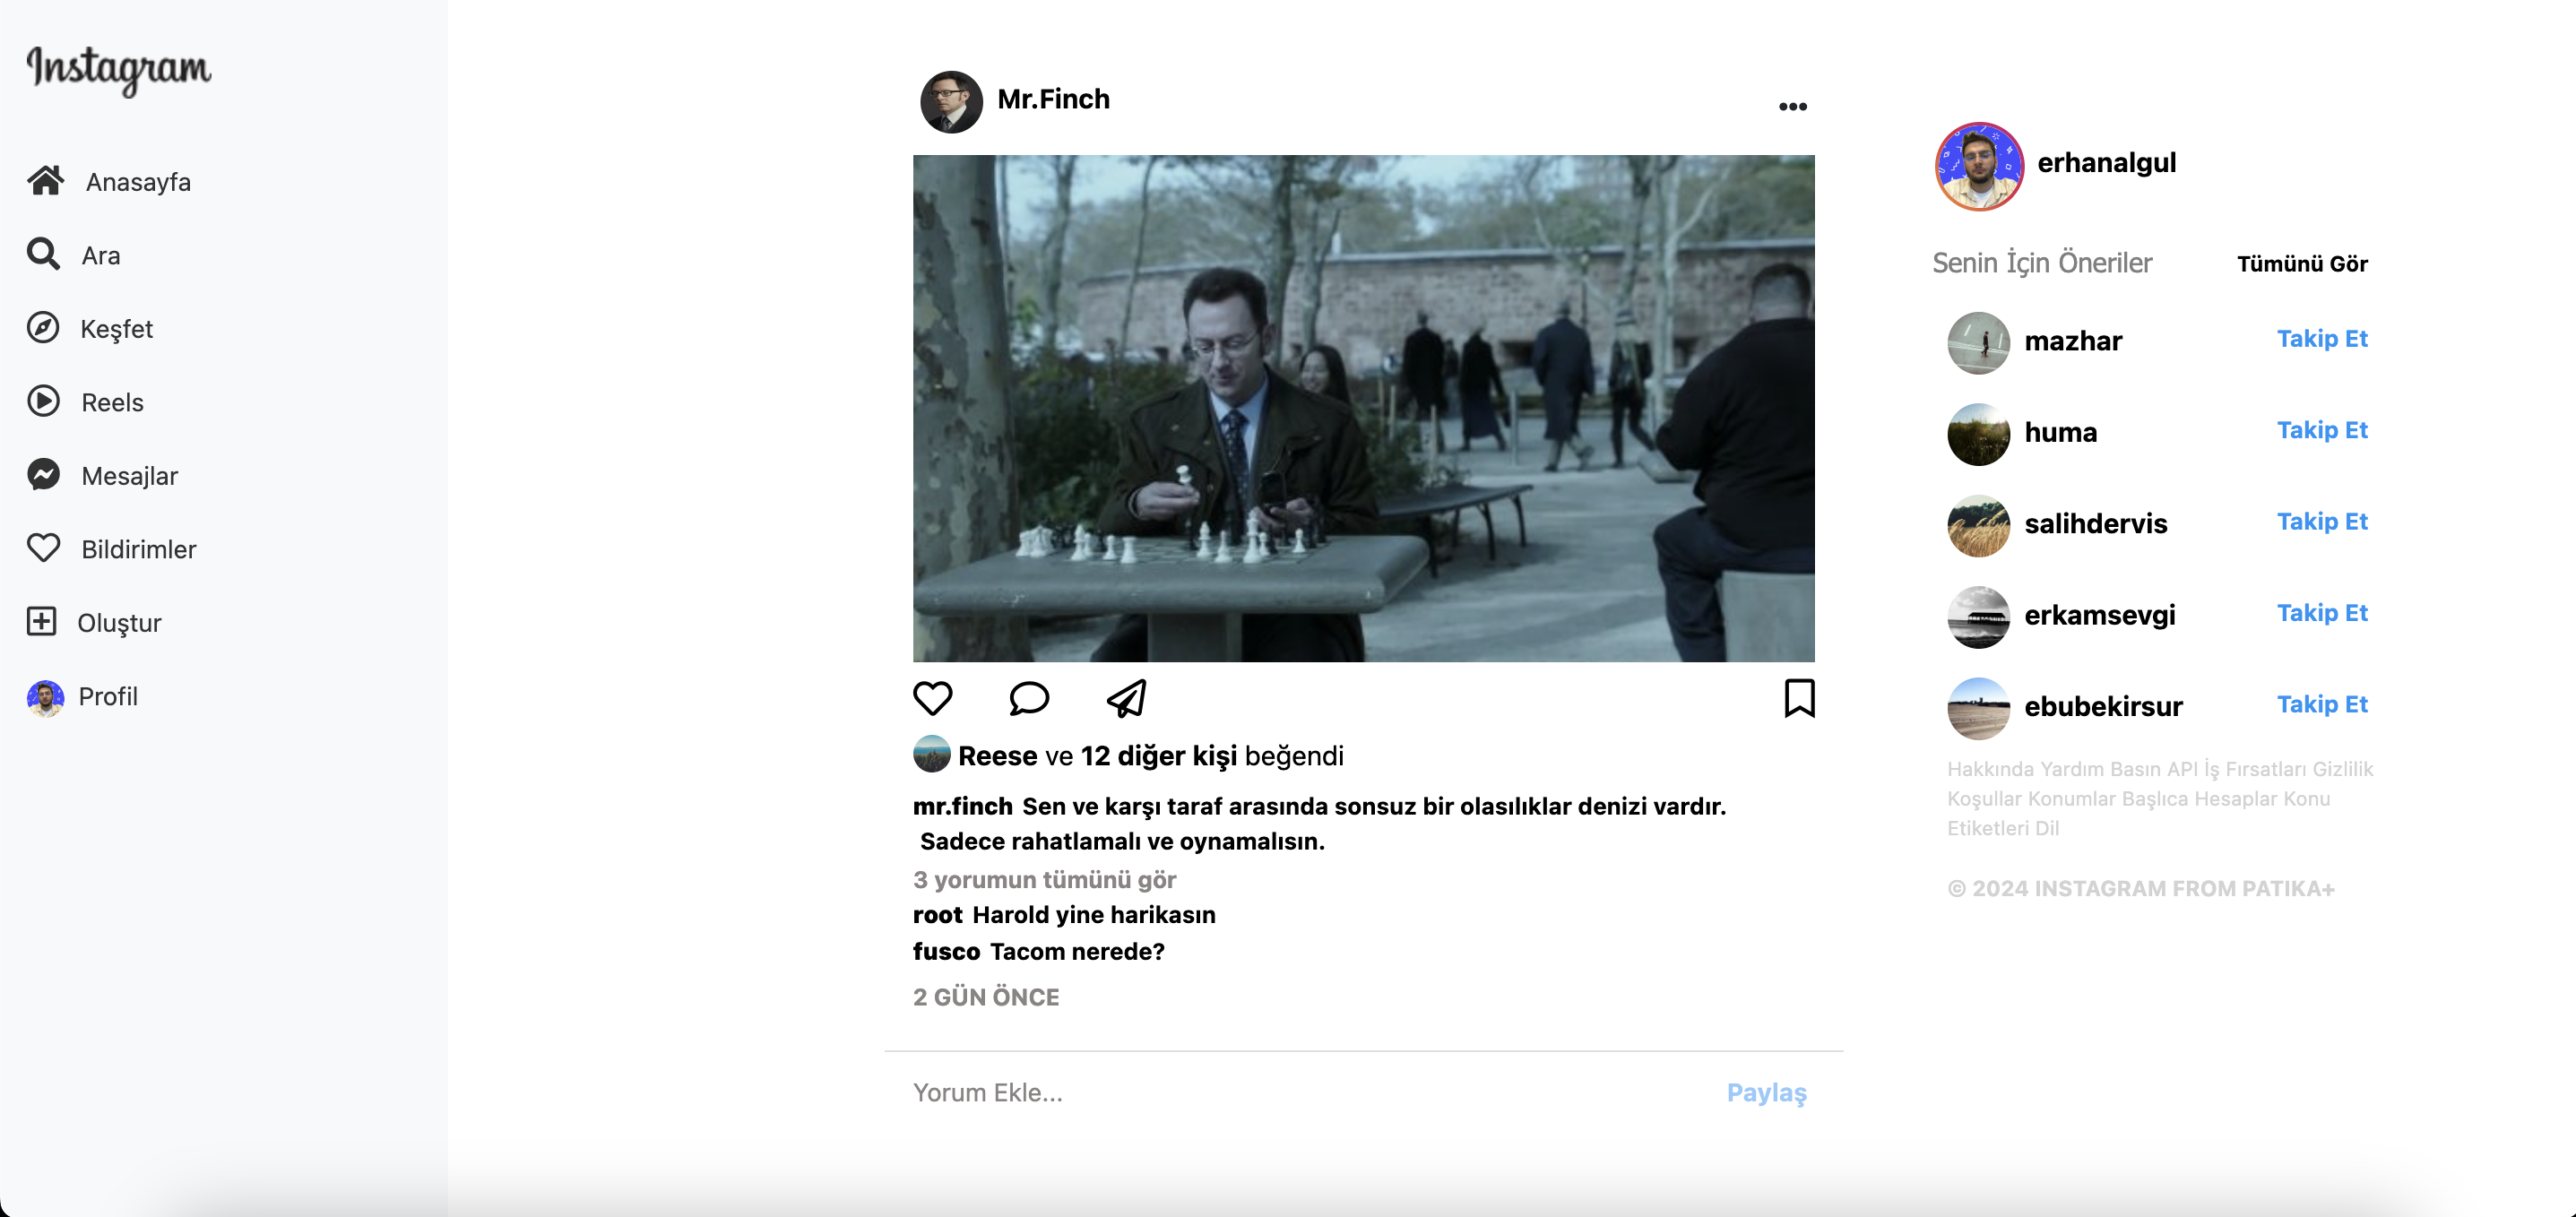 Instagram
Anasayfa
Ara
Keşfet
Reels
Mesajlar
Bildirimler
Oluştur
Profil
Mr.Finch
Reese ve 12 diğer kişi beğendi
mr.finch Sen ve karşı taraf arasında sonsuz bir olasılıklar denizi vardır.
Sadece rahatlamalı ve oynamalısın.
3 yorumun tümünü gör
root Harold yine harikasın
fusco Tacom nerede?
2 GÜN ÖNCE
Yorum Ekle...
Paylaş
erhanalgul
Senin İçin Öneriler
Tümünü Gör
mazhar
Takip Et
huma
Takip Et
salihdervis
Takip Et
erkamsevgi
Takip Et
ebubekirsur
Takip Et
Hakkında Yardım Basın API İş Fırsatları Gizlilik
Koşullar Konumlar Başlıca Hesaplar Konu
Etiketleri Dil
© 2024 INSTAGRAM FROM PATIKA+